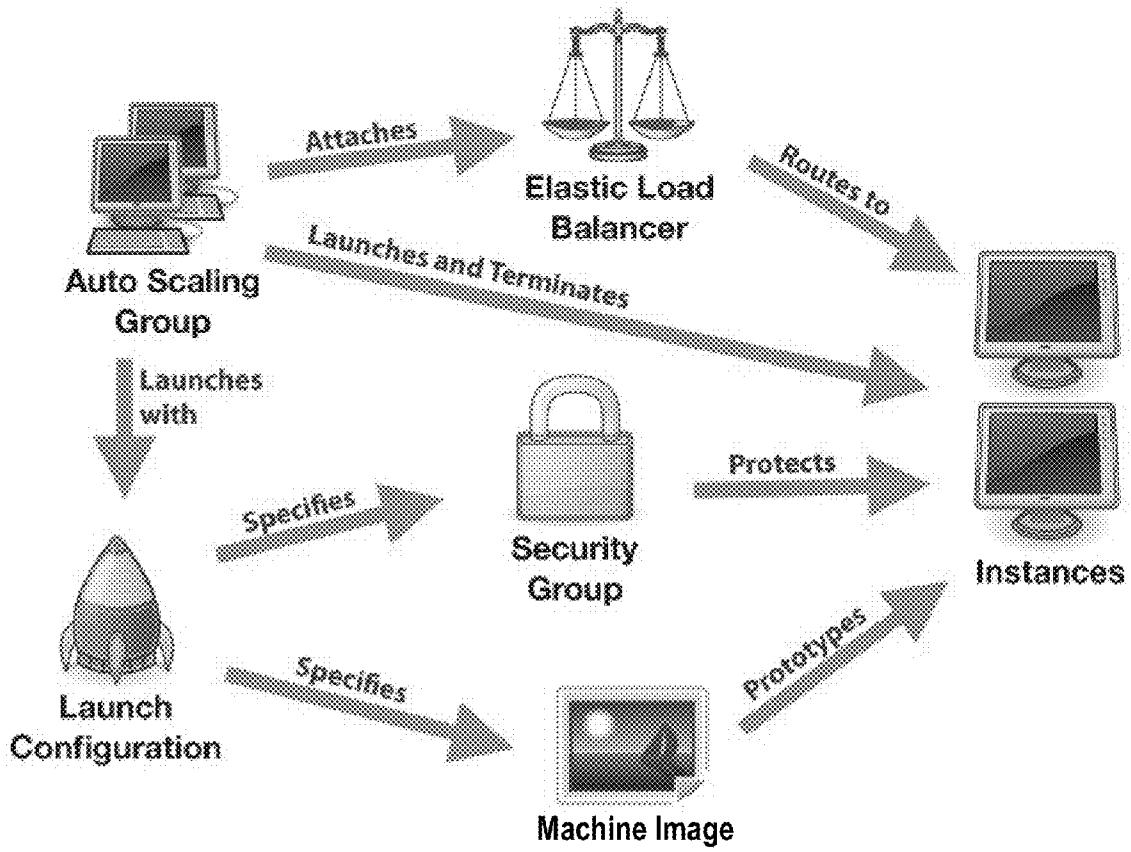 Attaches
Elastic Load
Balancer
Routes to
Auto Scaling
Group
Launches and Terminates
Launches
with
Specifies
Security
Group
Protects
Instances
Launch
Configuration
Specifies
Machine Image
Prototypes